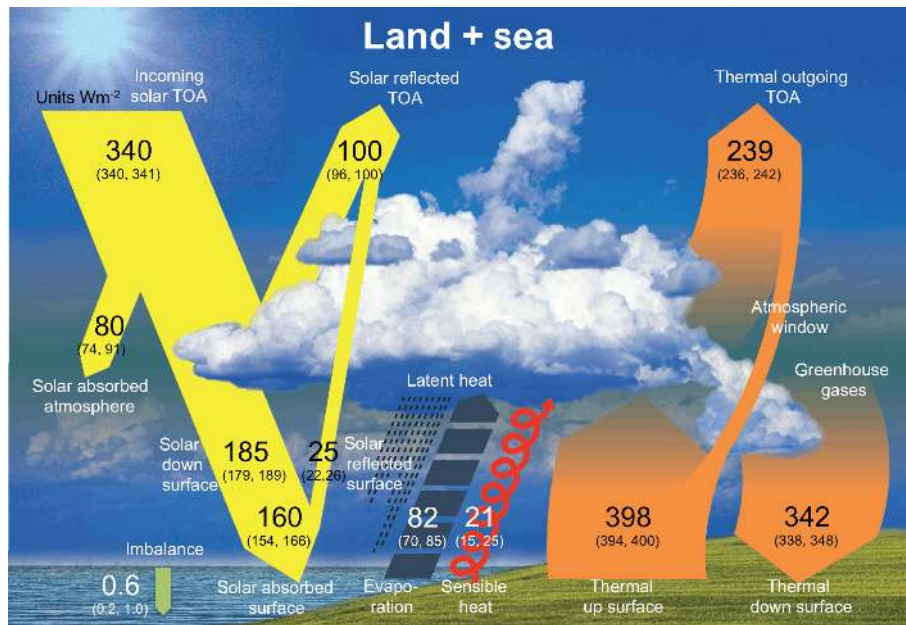 Land + sea
Units Wm-2
Incoming
solar TOA
Solar reflected
TOA
Thermal outgoing
TOA
340
(340, 341)
100
(96, 100)
239
(236, 242)
80
(74, 91)
Solar absorbed
atmosphere
Atmospheric
window
Greenhouse
gases
Latent heat
Solar
down
surface
185
(179, 189)
25
(22,26)
Solar
reflected
surface
160
(154, 166)
82
(70, 85)
21
(15, 25)
398
(394, 400)
342
(338, 348)
Imbalance
0.6
(0.2, 1.0)
Solar absorbed
surface
Evapo-
ration
Sensible
heat
Thermal
up surface
Thermal
down surface